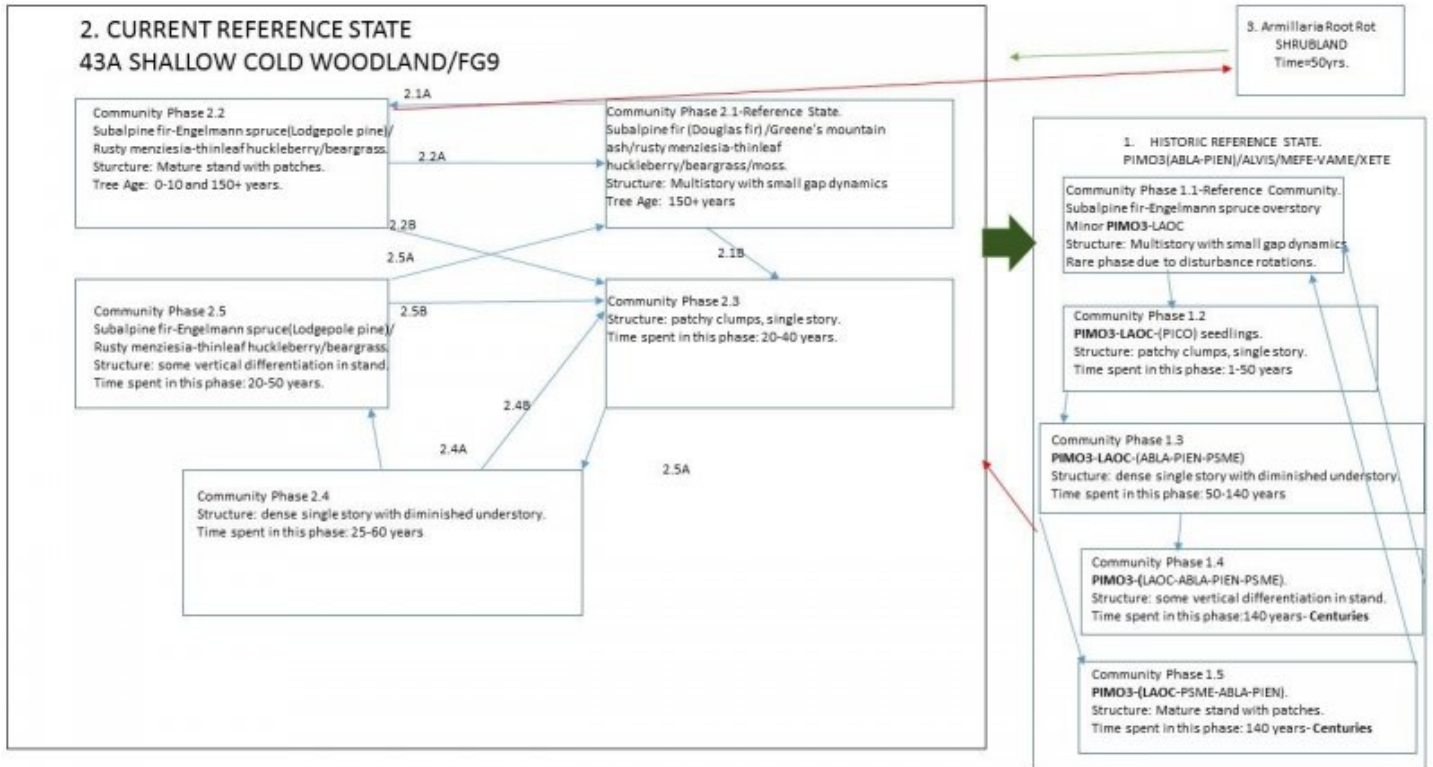 2. CURRENT REFERENCE STATE
43A SHALLOW COLD WOODLAND/FG9
Community Phase 2.2
Subalpine fir-Engelmann spruce(Lodgepole pine)/
Rusty menziesia-thinleaf huckleberry/beargrass.
Sturcture: Mature stand with patches.
Tree Age: 0-10 and 150+ years.
2.1A
2.2A
Community Phase 2.1-Reference State.
Subalpine fir (Douglas fir) /Greene's mountain
ash/rusty menziesia-thinleaf
huckleberry/beargrass/moss.
Structure: Multistory with small gap dynamics
Tree Age: 150+ years
2.2B
2.5A
2.1B
Community Phase 2.5
Subalpine fir-Engelmann spruce(Lodgepole pine)/
Rusty menziesia-thinleaf huckleberry/beargrass.
Structure: some vertical differentiation in stand.
Time spent in this phase: 20-50 years.
2.5B
Community Phase 2.3
Structure: patchy clumps, single story.
Time spent in this phase: 20-40 years.
2.4B
2.4A
2.5A
Community Phase 2.4
Structure: dense single story with diminished understory.
Time spent in this phase: 25-60 years
3. Armillaria Root Rot
SHRUBLAND
Time=50yrs.
1. HISTORIC REFERENCE STATE.
PIMO3(ABLA-PIEN)/ALVIS/MEFE-VAME/XETE
Community Phase 1.1-Reference Community.
Subalpine fir-Engelmann spruce overstory
Minor PIMO3-LAOC
Structure: Multistory with small gap dynamics
Rare phase due to disturbance rotations.
Community Phase 1.2
PIMO3-LAOC-(PICO) seedlings.
Structure: patchy clumps, single story.
Time spent in this phase: 1-50 years
Community Phase 1.3
PIMO3-LAOC-(ABLA-PIEN-PSME)
Structure: dense single story with diminished understory.
Time spent in this phase: 50-140 years
Community Phase 1.4
PIMO3-(LAOC-ABLA-PIEN-PSME).
Structure: some vertical differentiation in stand.
Time spent in this phase:140 years- Centuries
Community Phase 1.5
PIMO3-(LAOC-PSME-ABLA-PIEN).
Structure: Mature stand with patches.
Time spent in this phase: 140 years- Centuries